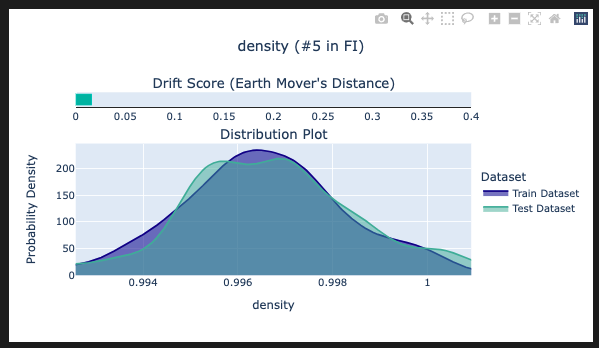 density (#5 in FI)
Drift Score (Earth Mover's Distance)
0 0.05 0.1 0.15 0.2 0.25 0.3 0.35 0.4
Distribution Plot
Probability Density
200
150
100
50
0
0.994 0.996 0.998 1
density
Dataset
Train Dataset
Test Dataset